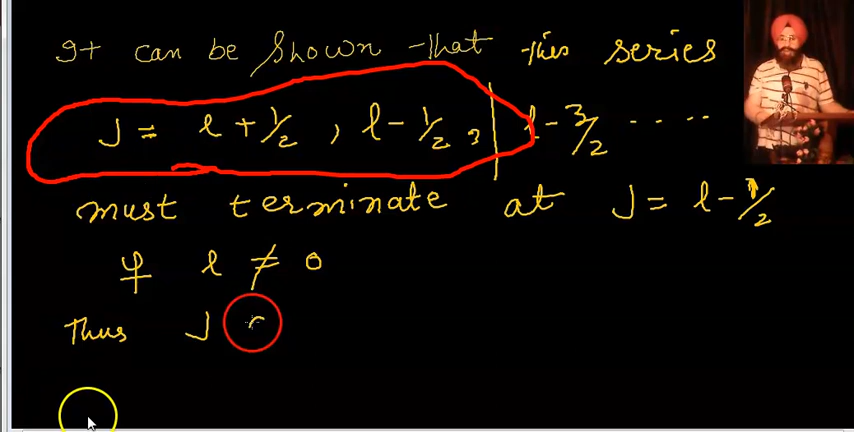 It can be shown that this series
J = l + 1/2 , l - 1/2 , | l - 3/2 ....
must terminate at J = l - 1/2
if l ≠ 0
Thus J